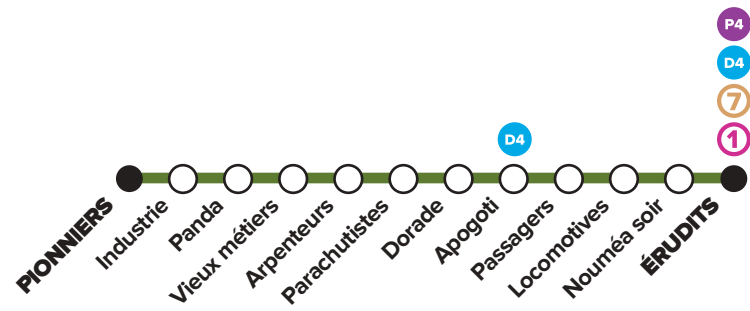 P4
D4
7
D4
1
PIONNIERS
Industrie
Panda
Vieux métiers
Arpenteurs
Parachutistes
Dorade
Apogoti
Passagers
Locomotives
Nouméa soir
ÉRUDITS